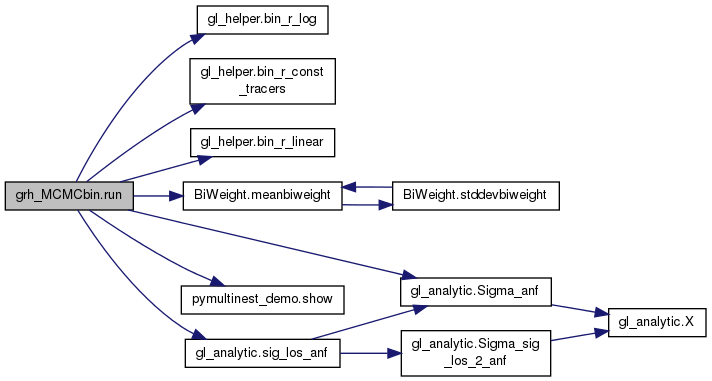 gl_helper.bin_r_log
gl_helper.bin_r_const
_tracers
gl_helper.bin_r_linear
grh_MCMCbin.run
BiWeight.meanbiweight
BiWeight.stddevbiweight
pymultinest_demo.show
gl_analytic.Sigma_anf
gl_analytic.X
gl_analytic.sig_los_anf
gl_analytic.Sigma_sig
_los_2_anf